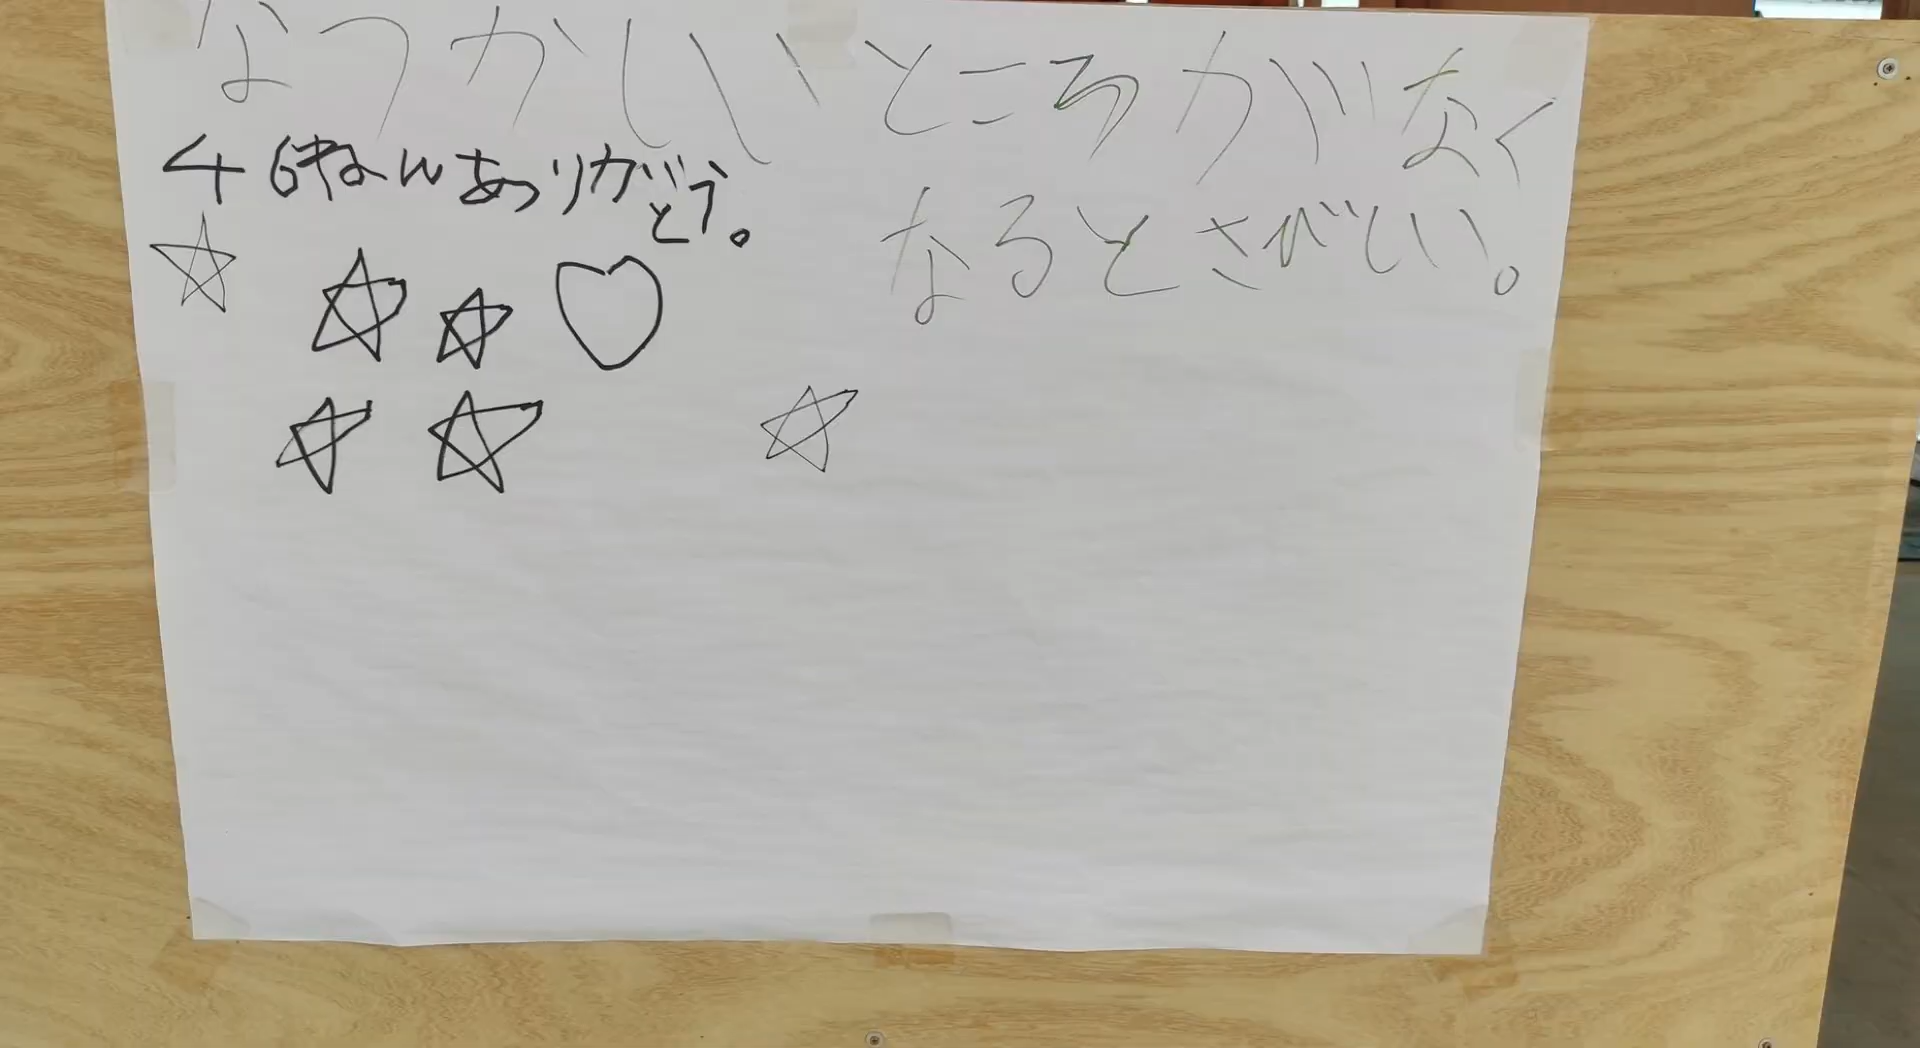 なつかしいところがなく
なるとさびしい。
46ねんありがとう。